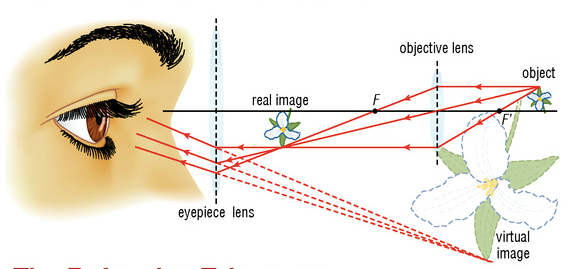 objective lens
object
real image
F
F'
eyepiece lens
virtual
image